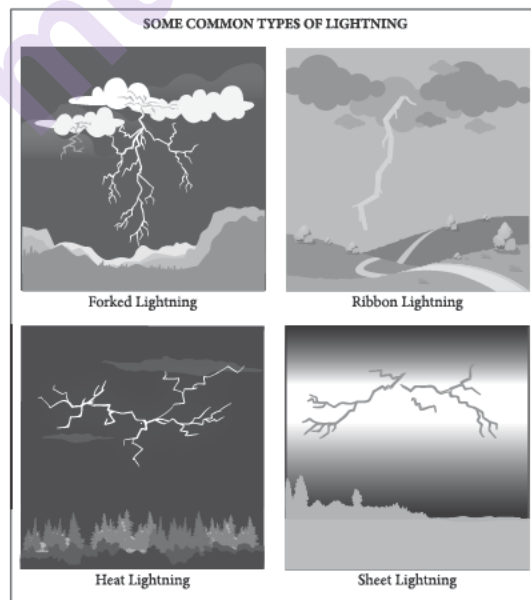 SOME COMMON TYPES OF LIGHTNING
Forked Lightning
Ribbon Lightning
Heat Lightning
Sheet Lightning